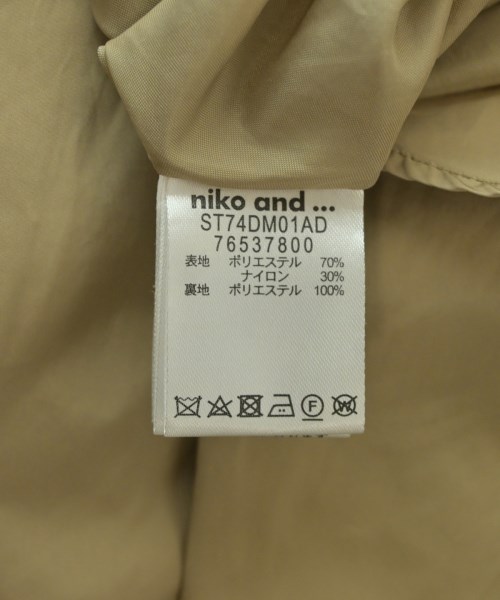 niko and ...
ST74DM01AD
76537800
表地 ポリエステル 70%
ナイロン 30%
裏地 ポリエステル 100%
F W